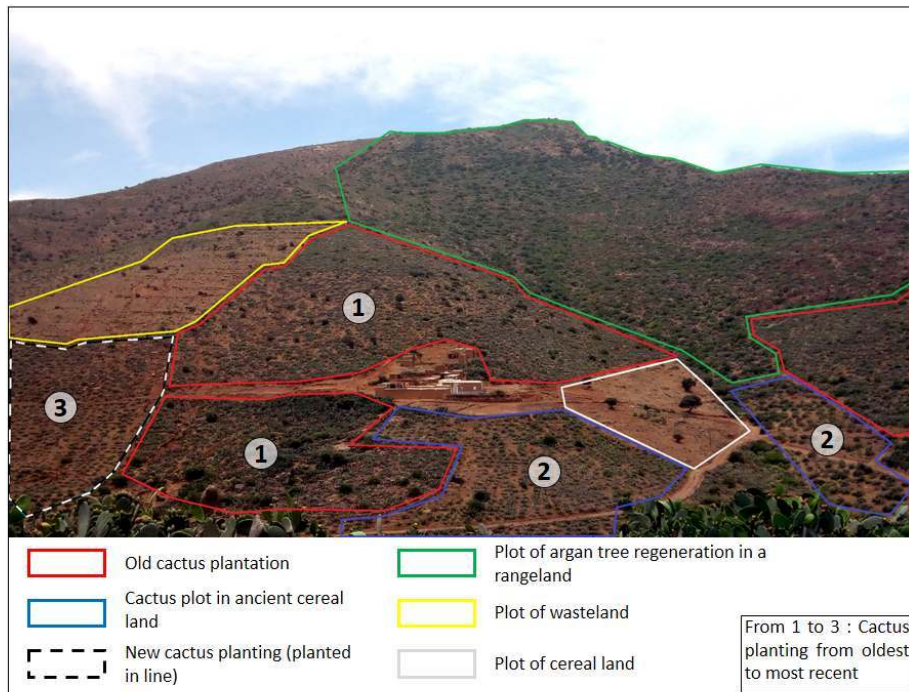 1
3
1
2
2
Old cactus plantation
Cactus plot in ancient cereal
land
New cactus planting (planted
in line)
Plot of argan tree regeneration in a
rangeland
Plot of wasteland
Plot of cereal land
From 1 to 3 : Cactus
planting from oldest
to most recent